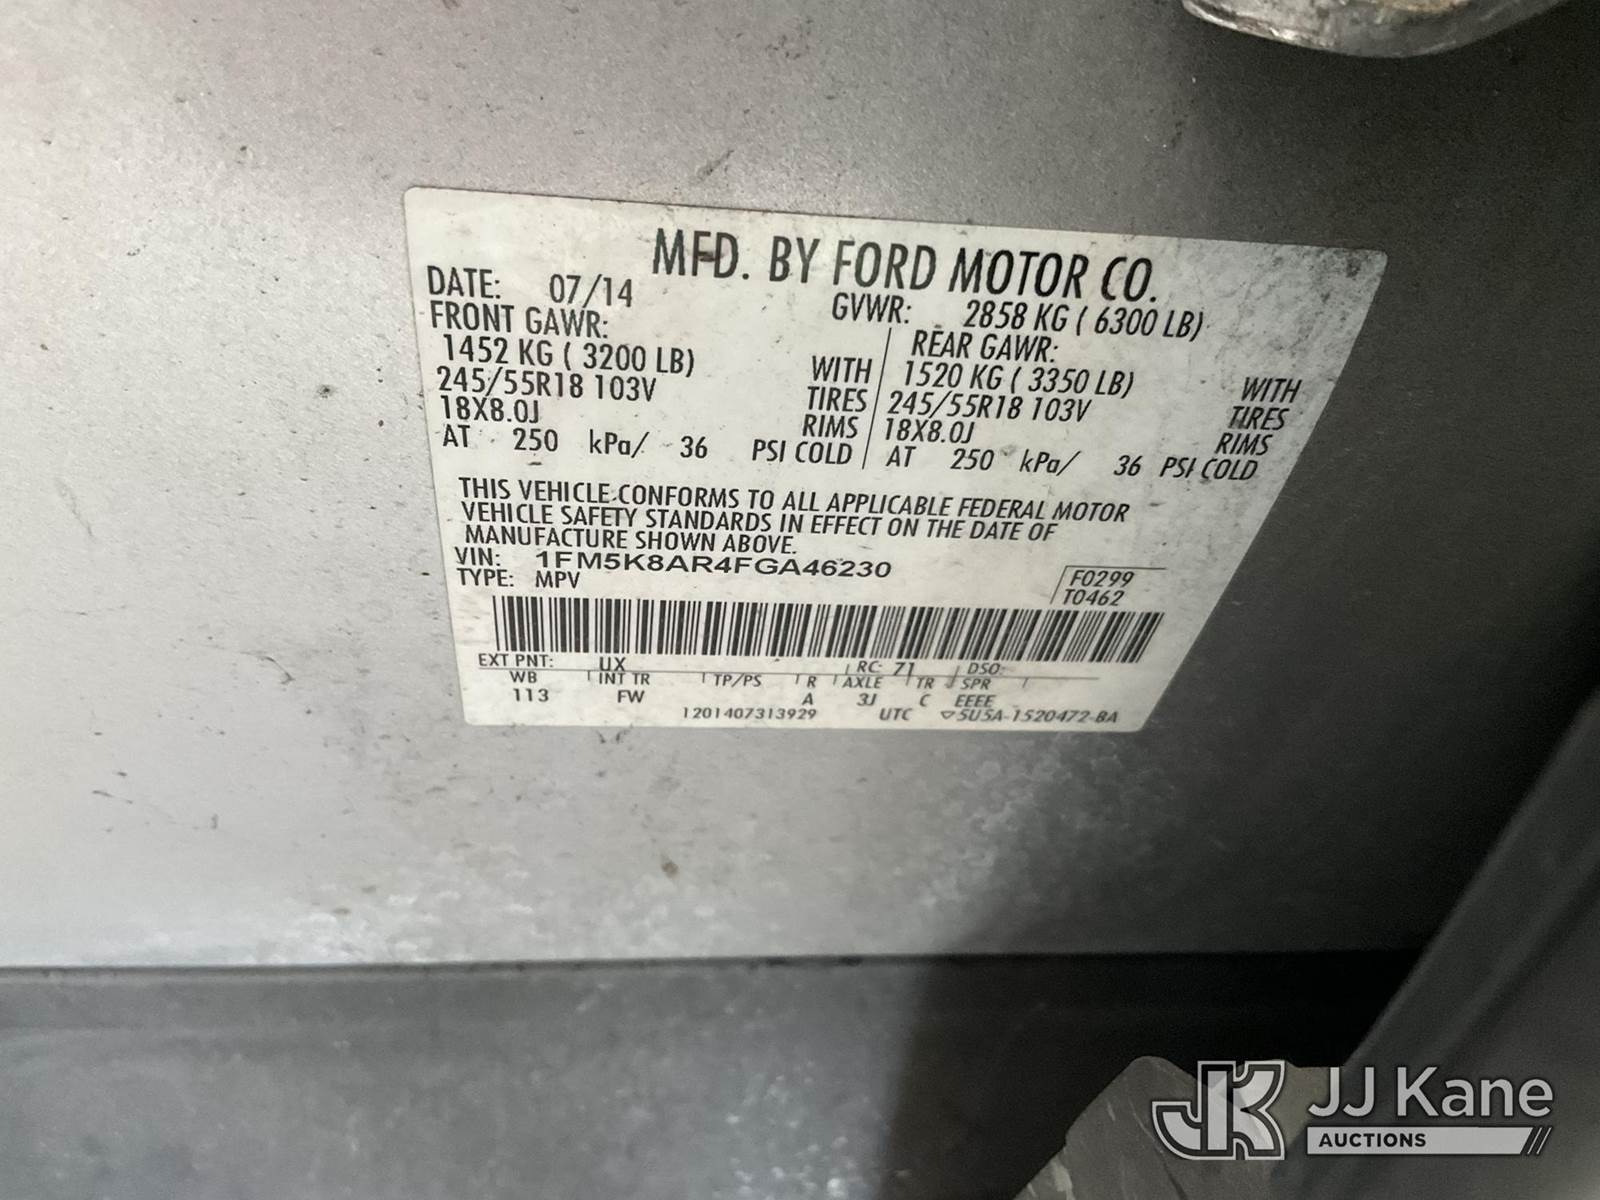 MFD. BY FORD MOTOR CO.
DATE: 07/14 GVWR: 2858 KG ( 6300 LB)
FRONT GAWR: REAR GAWR:
1452 KG ( 3200 LB) WITH 1520 KG ( 3350 LB) WITH
245/55R18 103V TIRES 245/55R18 103V TIRES
18X8.0J RIMS 18X8.0J RIMS
AT 250 kPa/ 36 PSI COLD AT 250 kPa/ 36 PSI COLD
THIS VEHICLE CONFORMS TO ALL APPLICABLE FEDERAL MOTOR
VEHICLE SAFETY STANDARDS IN EFFECT ON THE DATE OF
MANUFACTURE SHOWN ABOVE.
VIN: 1FM5K8AR4FGA46230
TYPE: MPV
F0299
T0462
EXT PNT: UX RC: 71 DSO:
WB INT TR TP/PS R AXLE TR SPR
113 FW A 3J C EEEE
1201407313929 UTC ▽5U5A-1520472-BA
JK JJ Kane
AUCTIONS